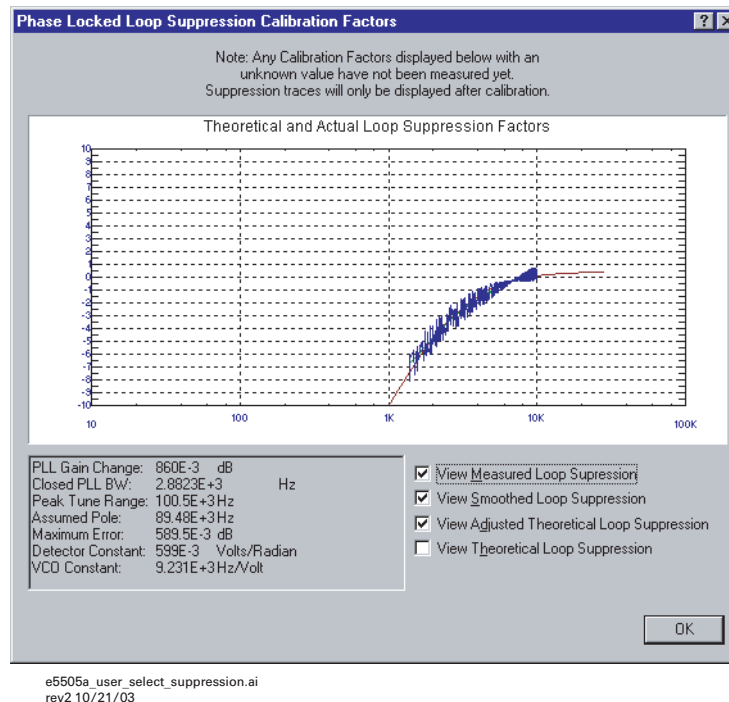 Phase Locked Loop Suppression Calibration Factors
Note: Any Calibration Factors displayed below with an
unknown value have not been measured yet.
Suppression traces will only be displayed after calibration.
Theoretical and Actual Loop Suppression Factors
10
9
8
7
6
5
4
3
2
1
0
-1
-2
-3
-4
-5
-6
-7
-8
-9
-10
10
100
1K
10K
100K
PLL Gain Change: 860E-3 dB
Closed PLL BW: 2.8823E+3 Hz
Peak Tune Range: 100.5E+3 Hz
Assumed Pole: 89.48E+3 Hz
Maximum Error: 589.5E-3 dB
Detector Constant: 599E-3 Volts/Radian
VCO Constant: 9.231E+3 Hz/Volt
View Measured Loop Supression
View Smoothed Loop Suppression
View Adjusted Theoretical Loop Suppression
View Theoretical Loop Suppression
OK
e5505a_user_select_suppression.ai
rev2 10/21/03